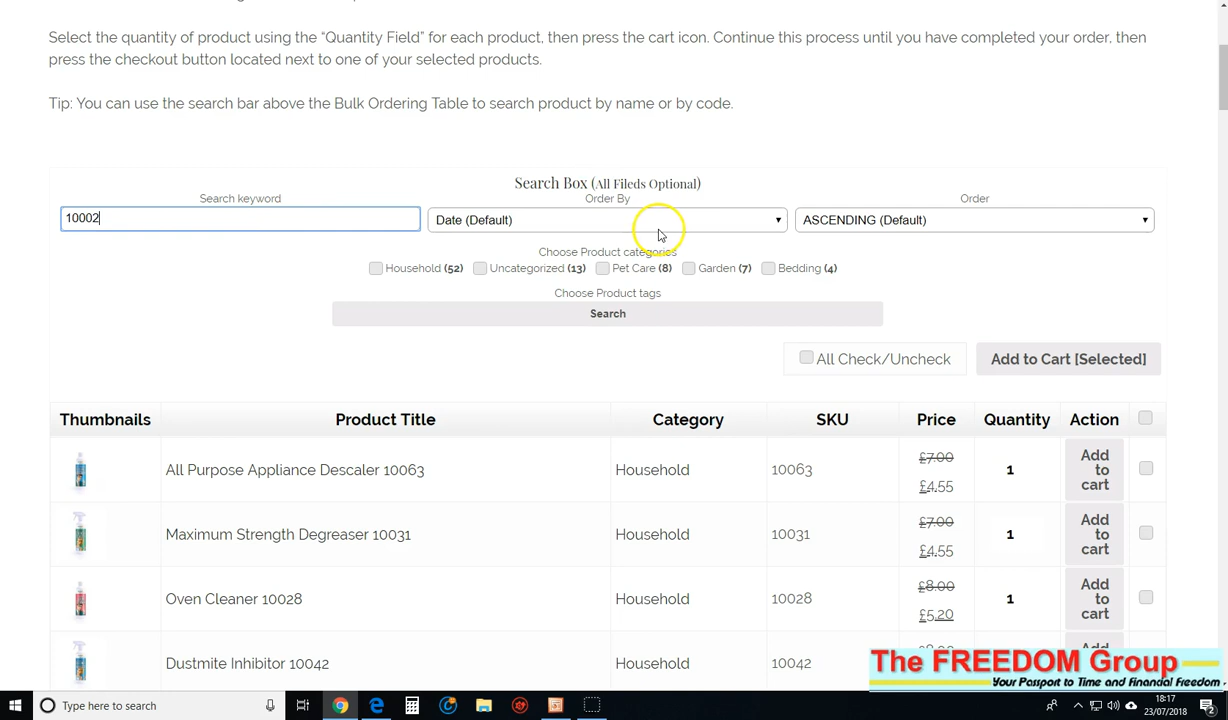 Select the quantity of product using the “Quantity Field” for each product, then press the cart icon. Continue this process until you have completed your order, then
press the checkout button located next to one of your selected products.
Tip: You can use the search bar above the Bulk Ordering Table to search product by name or by code.
Search Box (All Fileds Optional)
Search keyword Order By Order
10002 Date (Default) ASCENDING (Default)
Choose Product categories
Household (52) Uncategorized (13) Pet Care (8) Garden (7) Bedding (4)
Choose Product tags
Search
All Check/Uncheck Add to Cart [Selected]
Thumbnails Product Title Category SKU Price Quantity Action
All Purpose Appliance Descaler 10063 Household 10063 £7.00 £4.55 1 Add to cart
Maximum Strength Degreaser 10031 Household 10031 £7.00 £4.55 1 Add to cart
Oven Cleaner 10028 Household 10028 £8.00 £5.20 1 Add to cart
Dustmite Inhibitor 10042 Household 10042
The FREEDOM Group
Your Passport to Time and Financial Freedom
Type here to search
18:17
23/07/2018
2